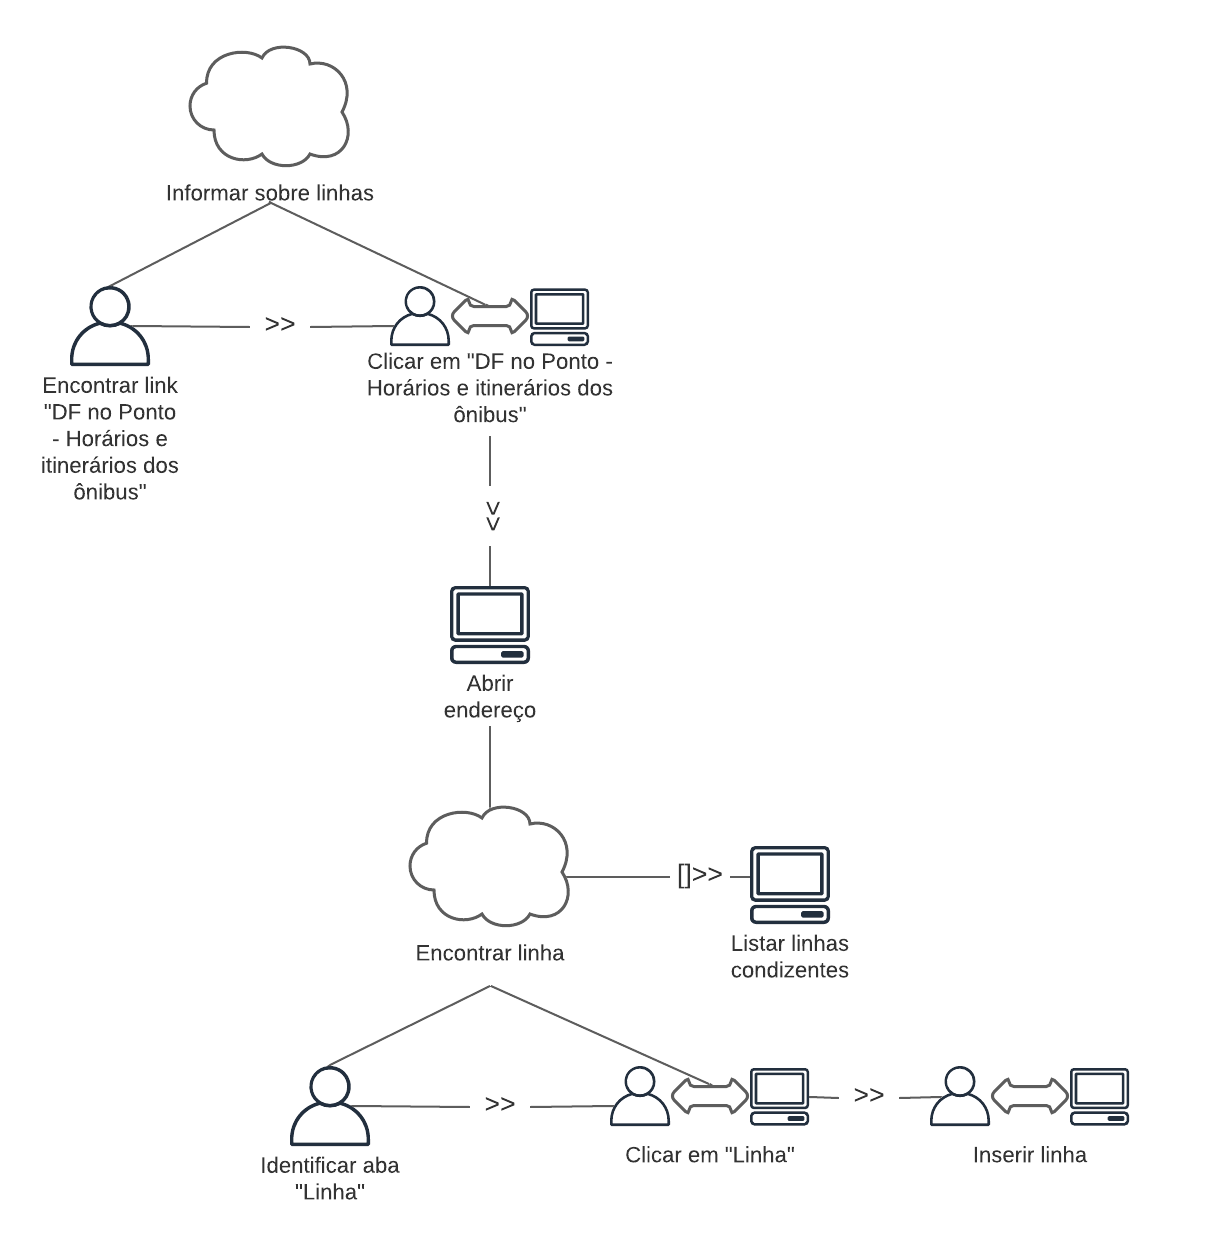 Informar sobre linhas
>>
Encontrar link
"DF no Ponto
- Horários e
itinerários dos
ônibus"
Clicar em "DF no Ponto -
Horários e itinerários dos
ônibus"
>>
Abrir
endereço
Encontrar linha
[]>>
Listar linhas
condizentes
>>
>>
Identificar aba
"Linha"
Clicar em "Linha"
Inserir linha